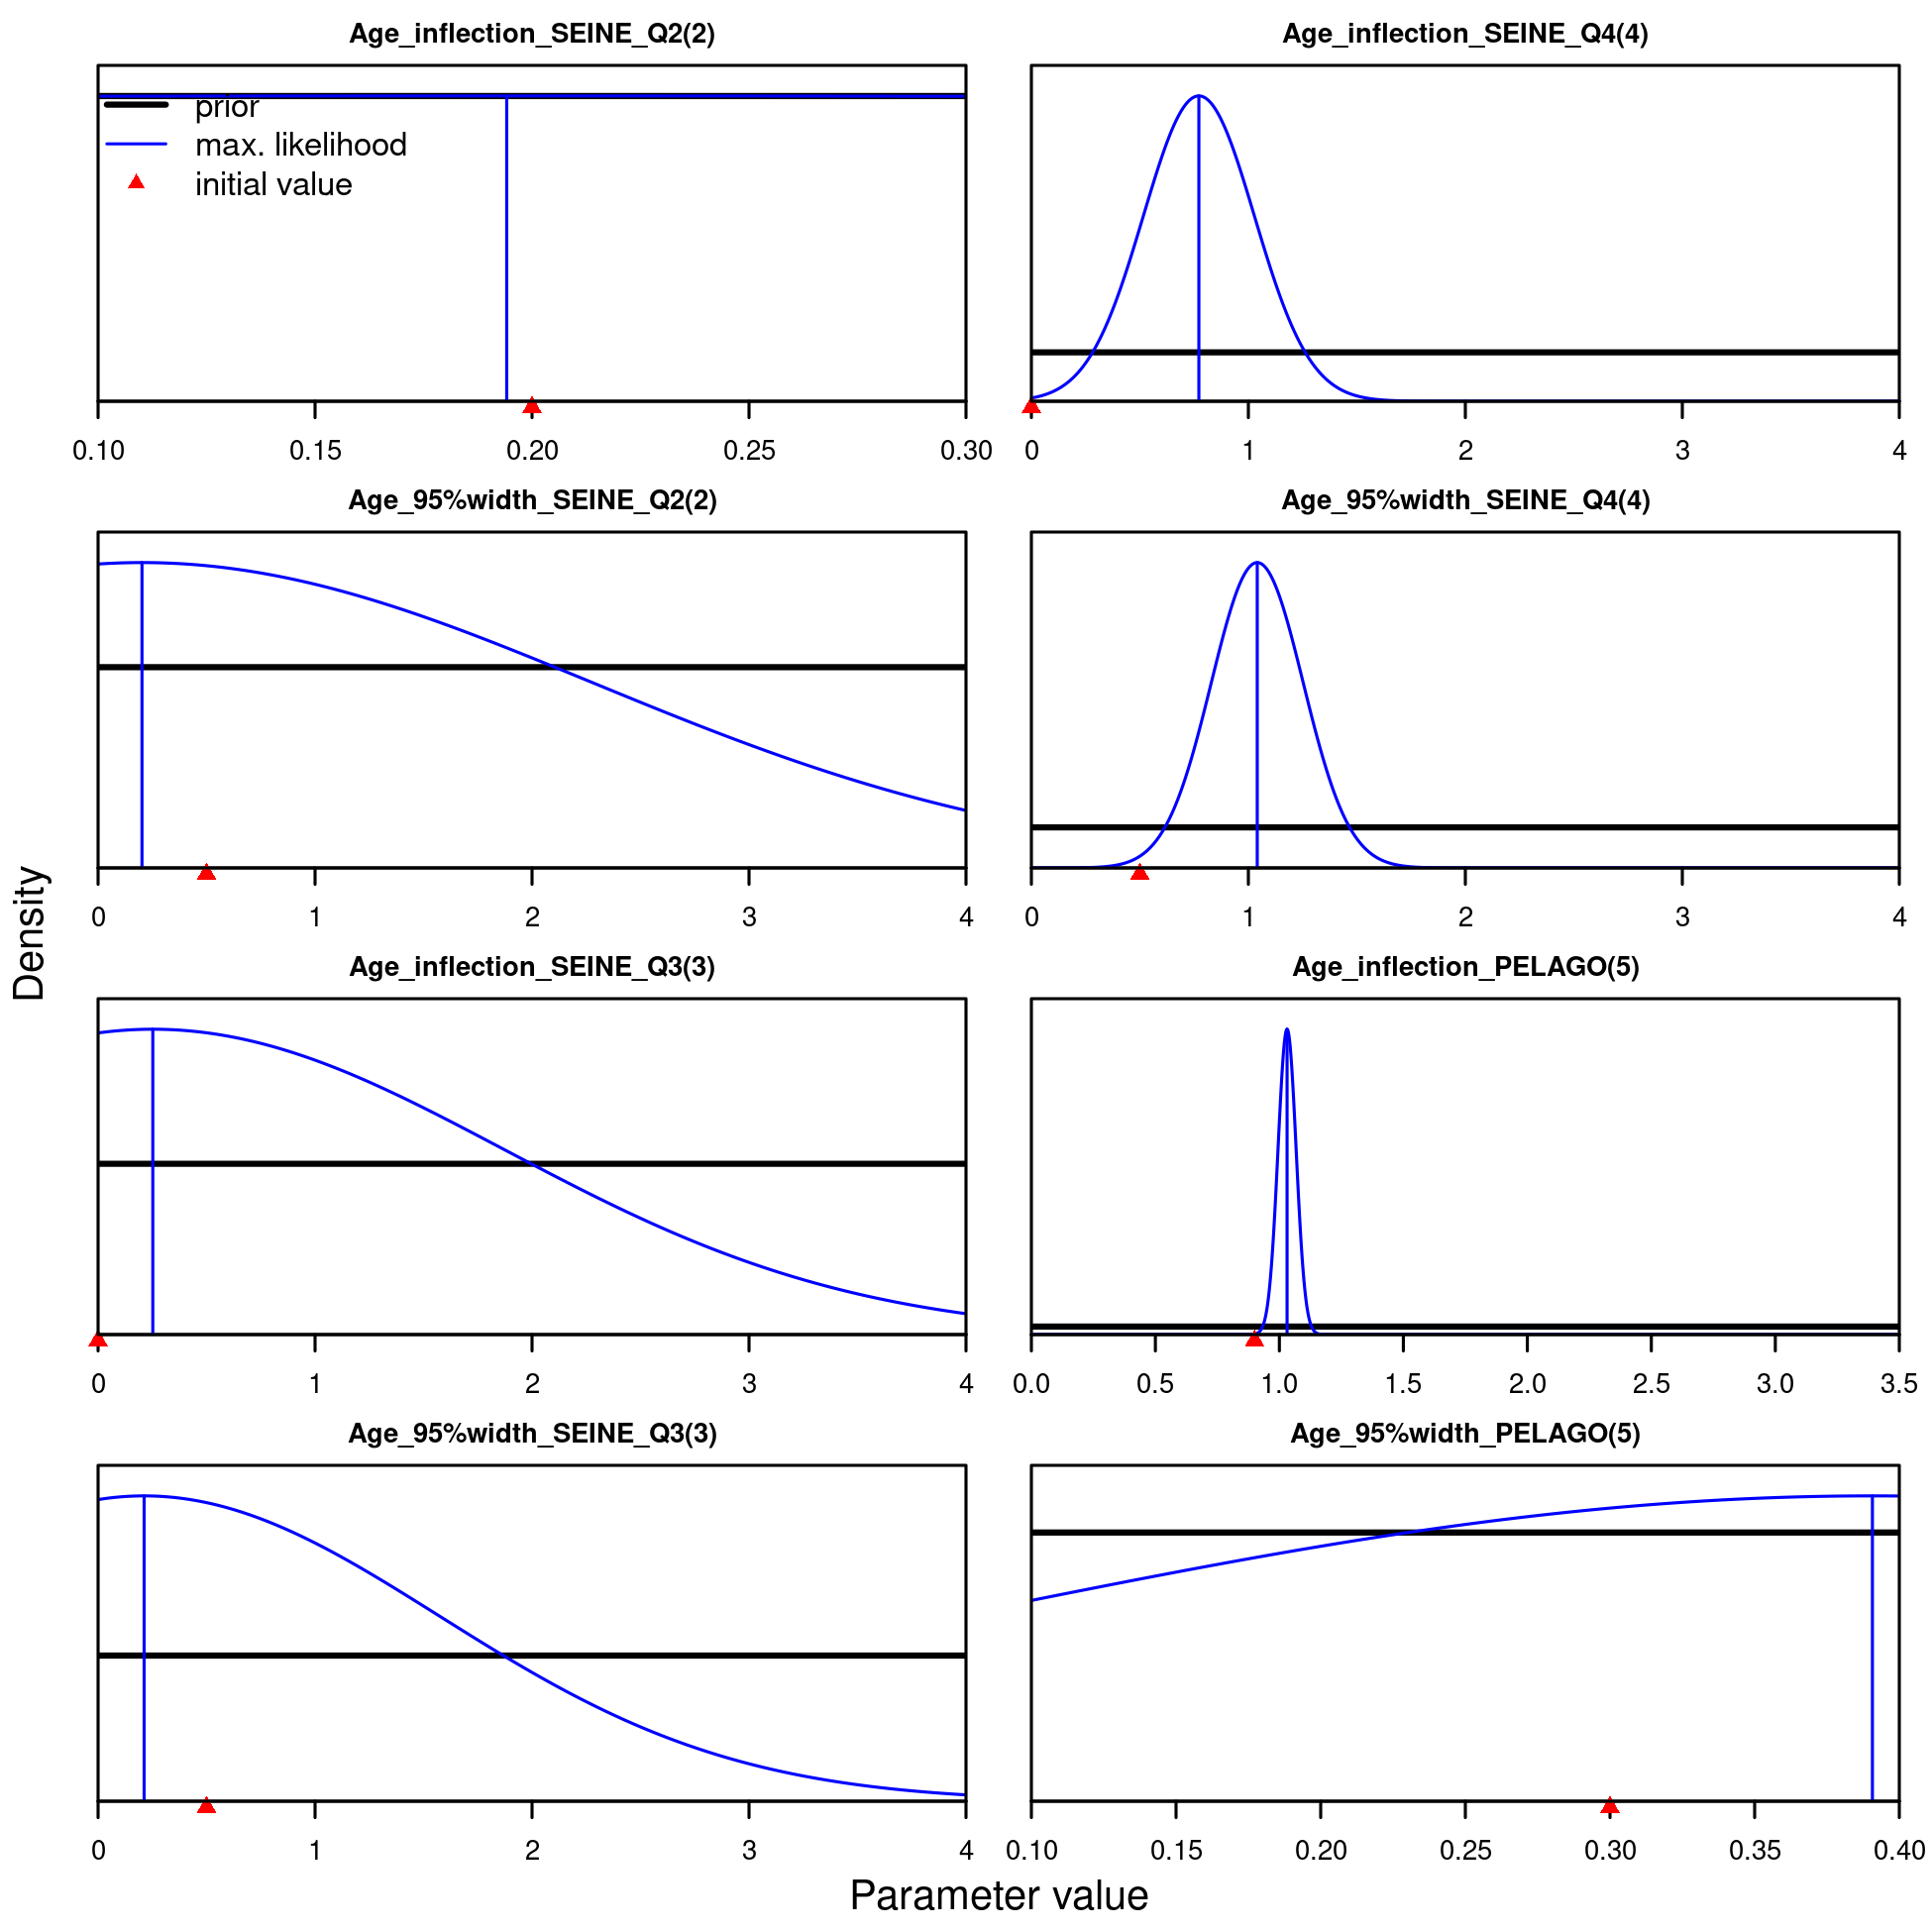 Age_inflection_SEINE_Q2(2)
prior
max. likelihood
initial value
0.10 0.15 0.20 0.25 0.30
Age_inflection_SEINE_Q4(4)
0 1 2 3 4
Age_95%width_SEINE_Q2(2)
0 1 2 3 4
Age_95%width_SEINE_Q4(4)
0 1 2 3 4
Density
Age_inflection_SEINE_Q3(3)
0 1 2 3 4
Age_inflection_PELAGO(5)
0.0 0.5 1.0 1.5 2.0 2.5 3.0 3.5
Age_95%width_SEINE_Q3(3)
0 1 2 3 4
Age_95%width_PELAGO(5)
0.10 0.15 0.20 0.25 0.30 0.35 0.40
Parameter value